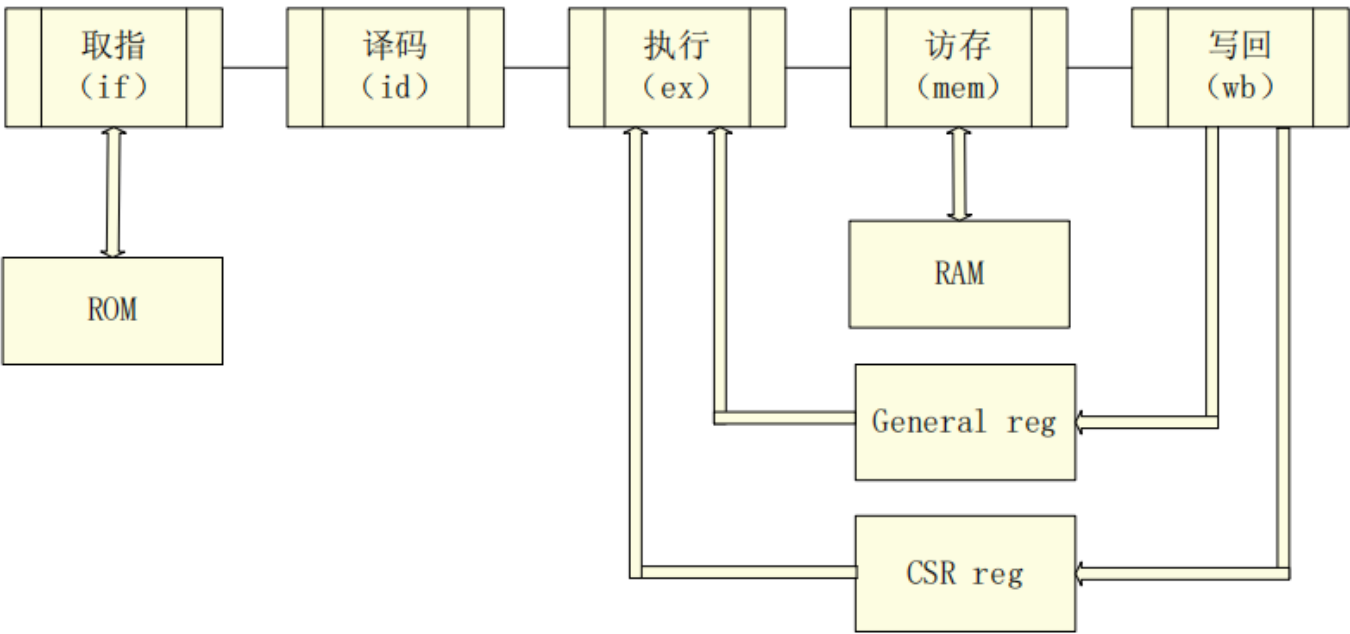 取指
（if）
译码
（id）
执行
（ex）
访存
（mem）
写回
（wb）
ROM
RAM
General reg
CSR reg